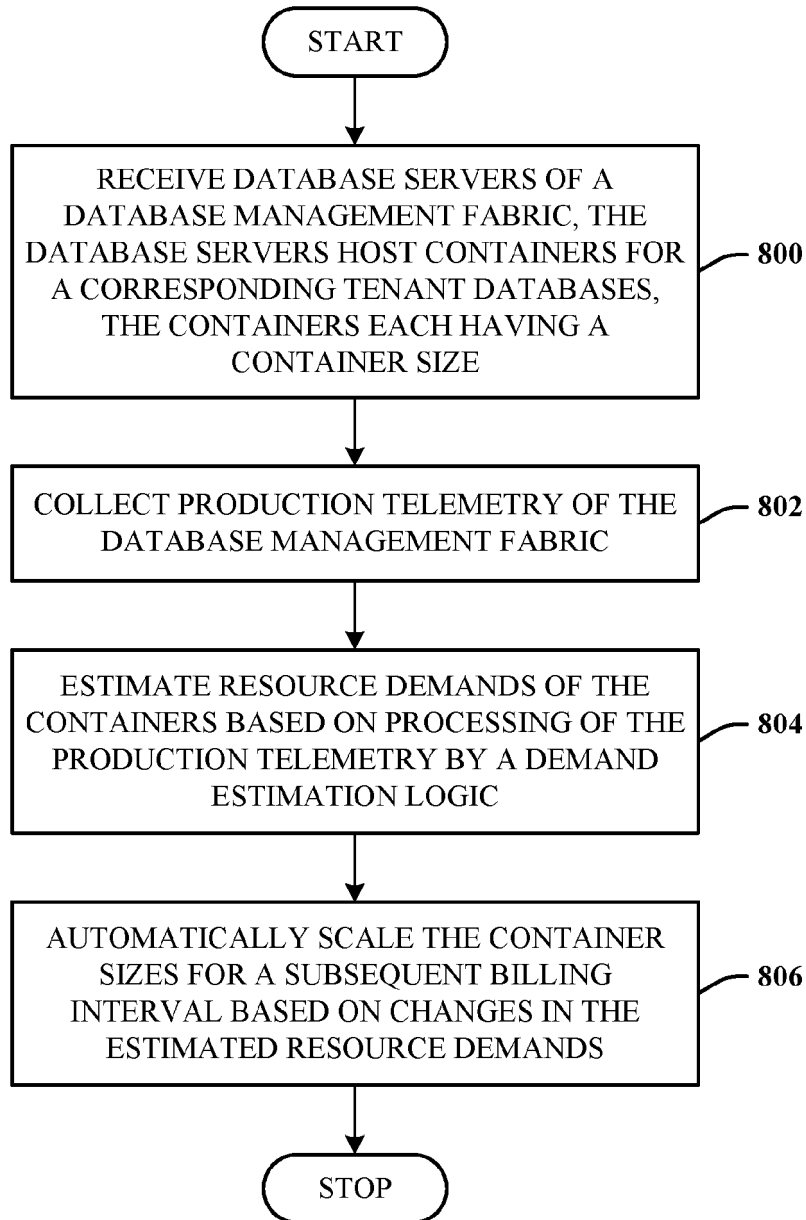 START
RECEIVE DATABASE SERVERS OF A
DATABASE MANAGEMENT FABRIC, THE
DATABASE SERVERS HOST CONTAINERS FOR
A CORRESPONDING TENANT DATABASES,
THE CONTAINERS EACH HAVING A
CONTAINER SIZE
800
COLLECT PRODUCTION TELEMETRY OF THE
DATABASE MANAGEMENT FABRIC
802
ESTIMATE RESOURCE DEMANDS OF THE
CONTAINERS BASED ON PROCESSING OF THE
PRODUCTION TELEMETRY BY A DEMAND
ESTIMATION LOGIC
804
AUTOMATICALLY SCALE THE CONTAINER
SIZES FOR A SUBSEQUENT BILLING
INTERVAL BASED ON CHANGES IN THE
ESTIMATED RESOURCE DEMANDS
806
STOP